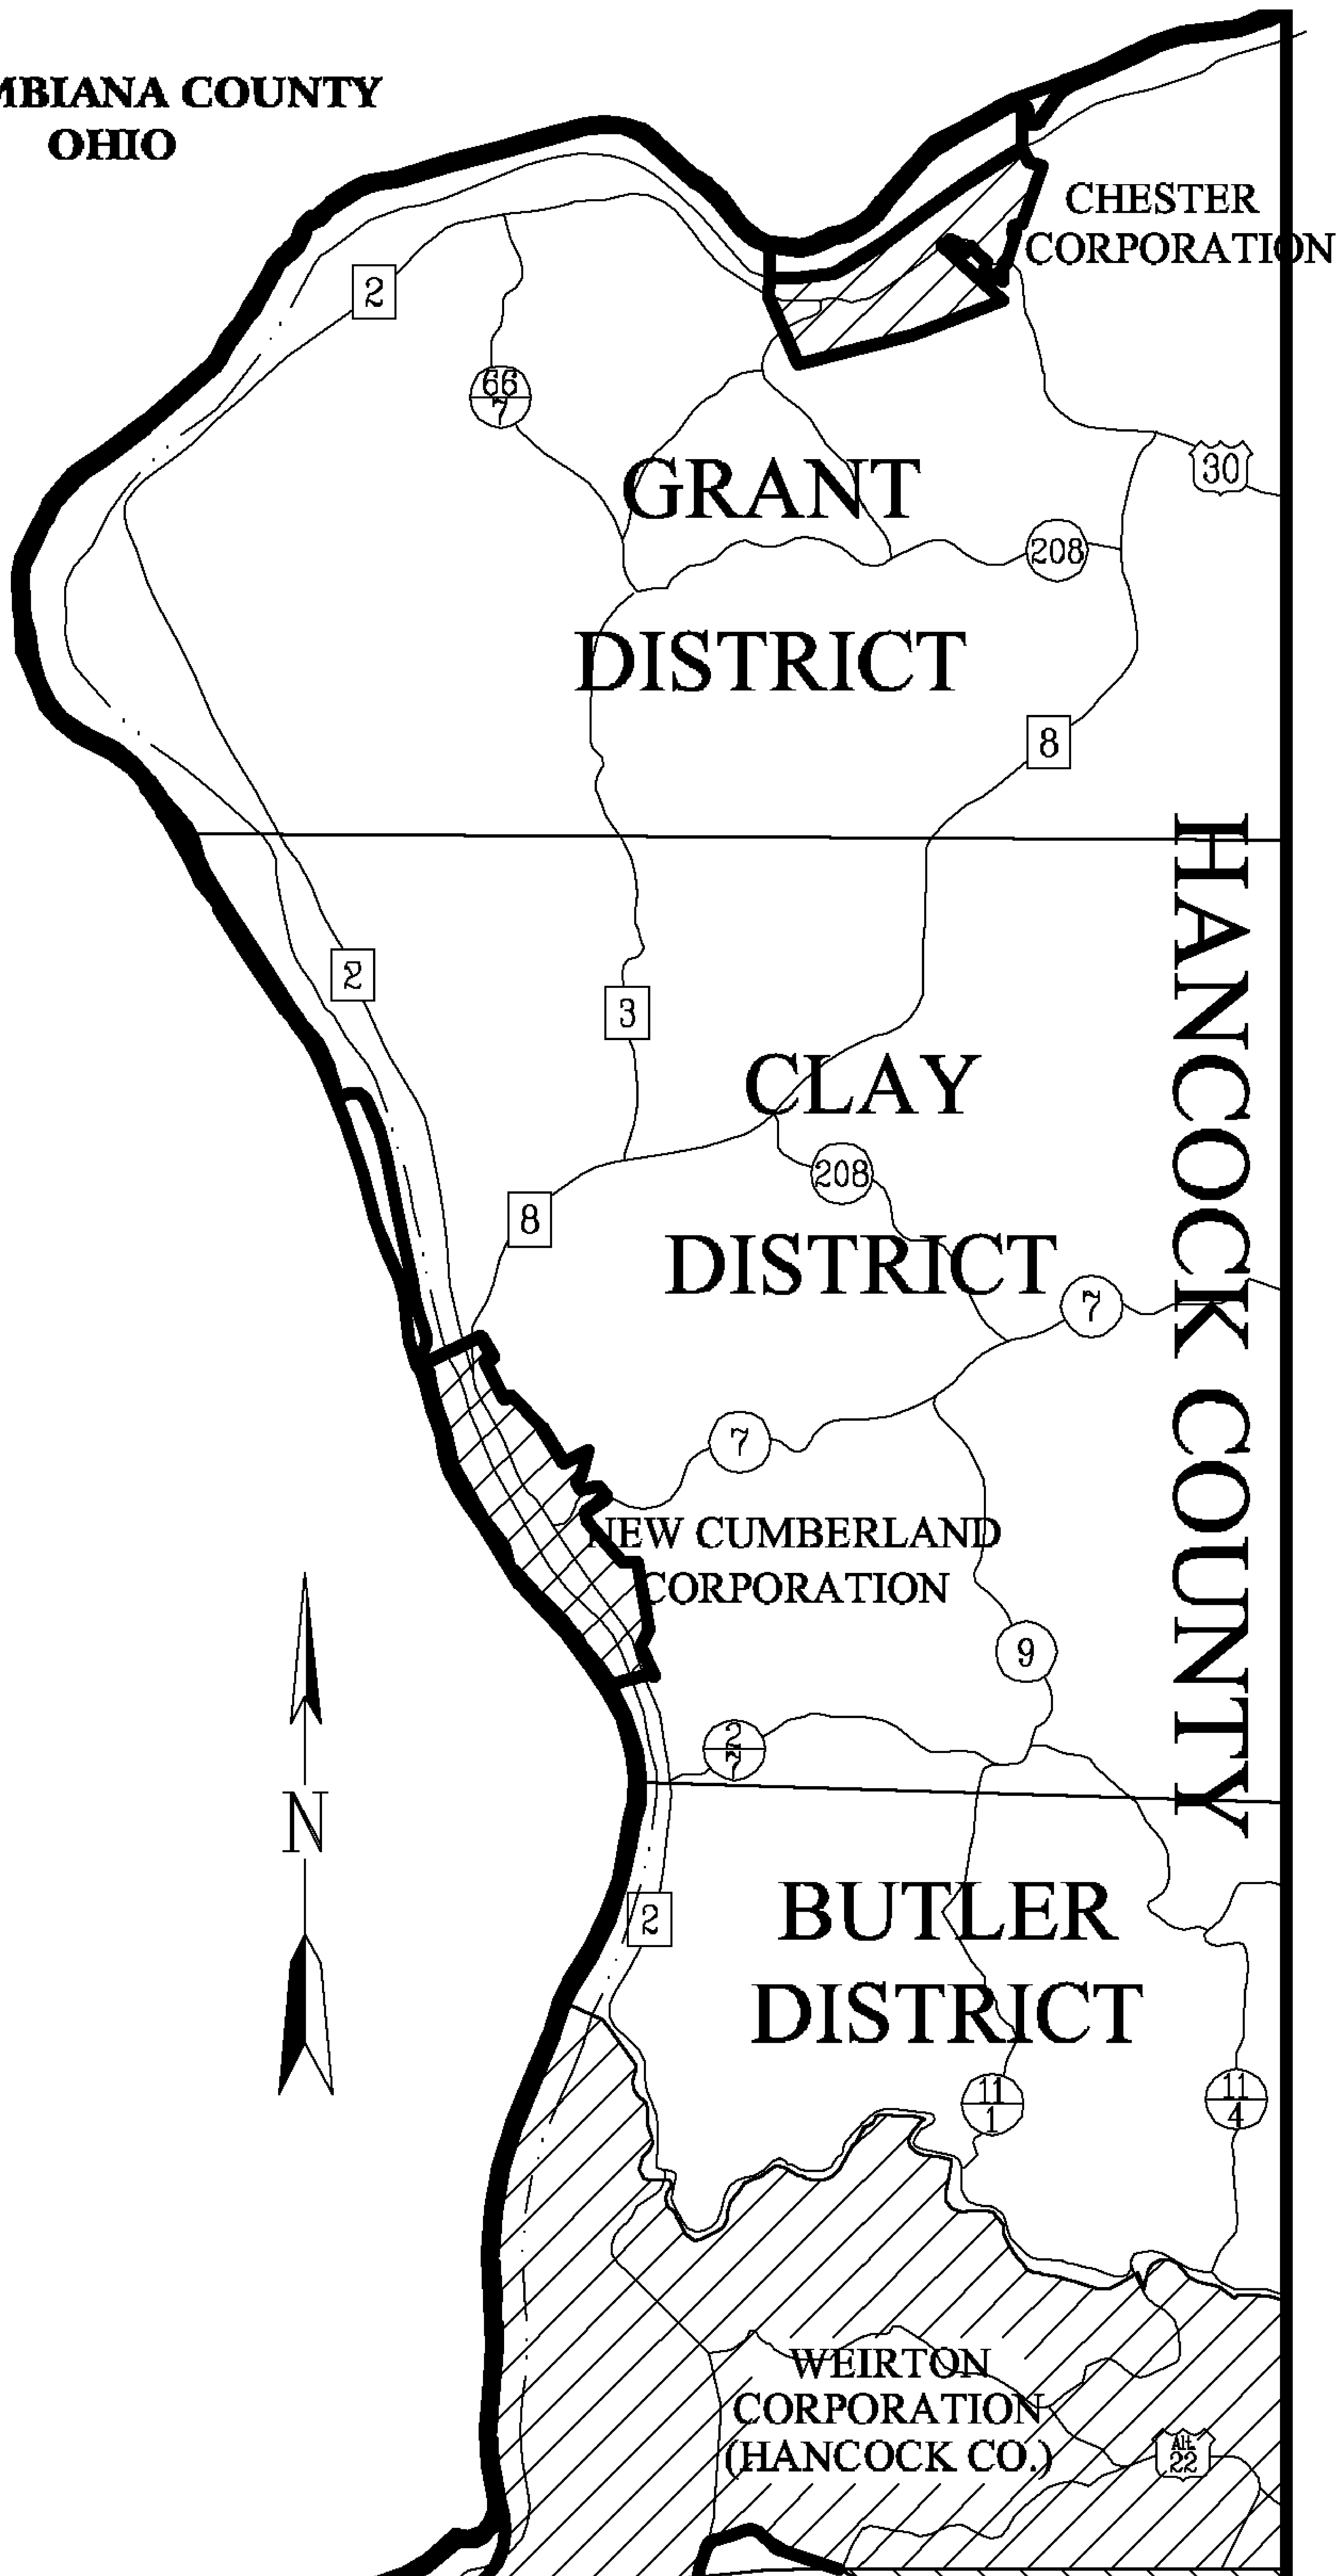 MBIANA COUNTY
OHIO
CHESTER
CORPORATION
2
66
7
GRANT
30
208
DISTRICT
8
HANCOCK COUNTY
2
3
CLAY
208
8
DISTRICT
7
7
NEW CUMBERLAND
CORPORATION
9
2
7
N
BUTLER
2
DISTRICT
11
1
11
4
WEIRTON
CORPORATION
(HANCOCK CO.)
Alt.
22